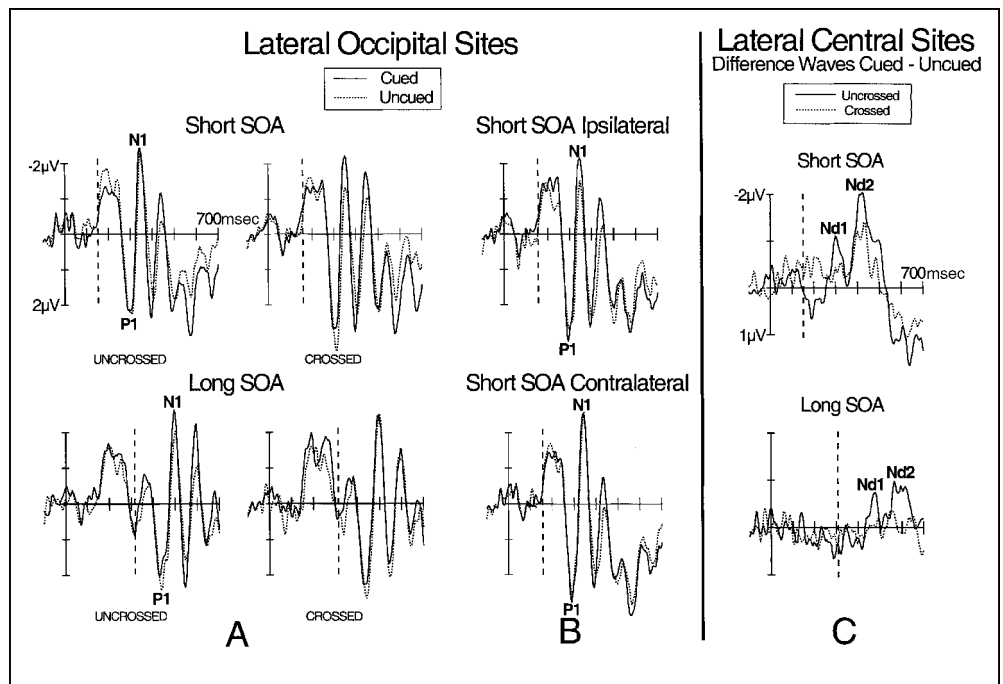 Lateral Occipital Sites
Cued
Uncued
Short SOA
N1
-2µV
700msec
2µV
P1
UNCROSSED
CROSSED
Long SOA
N1
P1
UNCROSSED
CROSSED
A
Short SOA Ipsilateral
N1
P1
Short SOA Contralateral
N1
P1
B
Lateral Central Sites
Difference Waves Cued - Uncued
Uncrossed
Crossed
Short SOA
-2µV
Nd2
Nd1
700msec
1µV
Long SOA
Nd1
Nd2
C